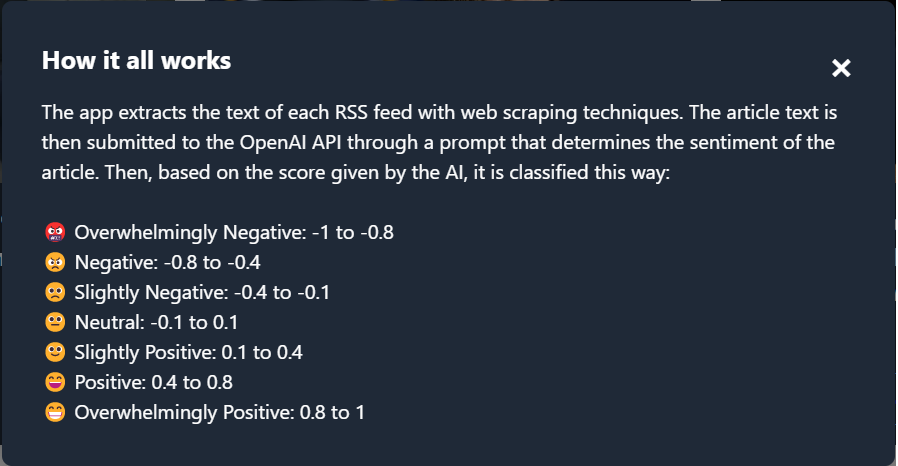 How it all works
The app extracts the text of each RSS feed with web scraping techniques. The article text is
then submitted to the OpenAI API through a prompt that determines the sentiment of the
article. Then, based on the score given by the AI, it is classified this way:
🤬 Overwhelmingly Negative: -1 to -0.8
😠 Negative: -0.8 to -0.4
🙁 Slightly Negative: -0.4 to -0.1
😐 Neutral: -0.1 to 0.1
🙂 Slightly Positive: 0.1 to 0.4
😄 Positive: 0.4 to 0.8
😁 Overwhelmingly Positive: 0.8 to 1